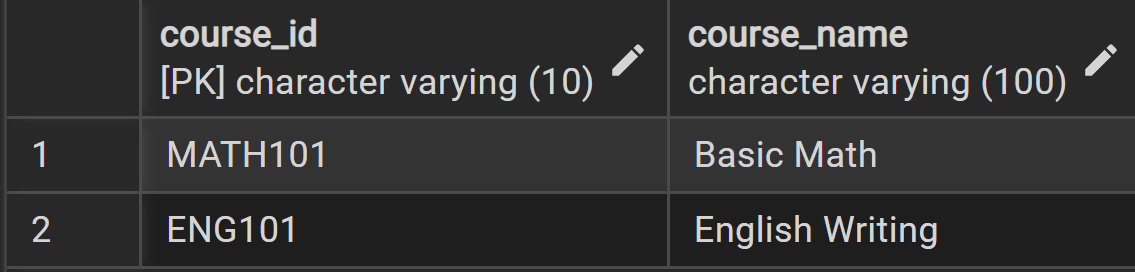 course_id course_name
[PK] character varying (10) character varying (100)
1 MATH101 Basic Math
2 ENG101 English Writing